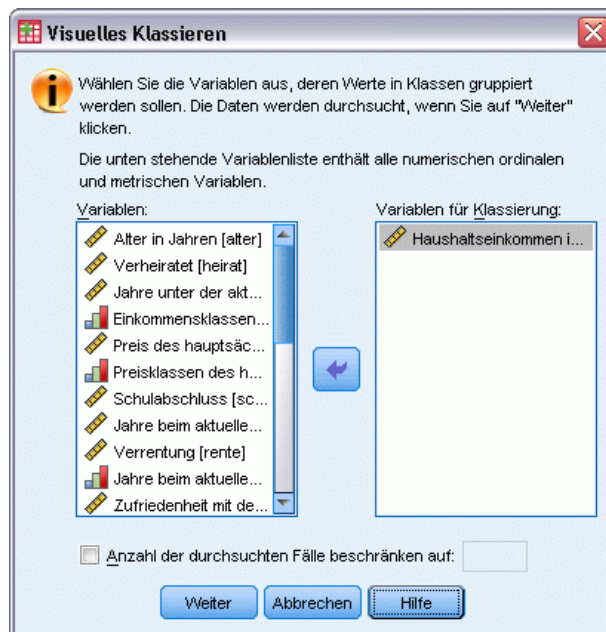 Visuelles Klassieren
Wählen Sie die Variablen aus, deren Werte in Klassen gruppiert
werden sollen. Die Daten werden durchsucht, wenn Sie auf "Weiter"
klicken.
Die unten stehende Variablenliste enthält alle numerischen ordinalen
und metrischen Variablen.
Variablen:
Alter in Jahren [alter]
Verheiratet [heirat]
Jahre unter der akt...
Einkommensklassen...
Preis des hauptsäc...
Preisklassen des h...
Schulabschluss [sc...
Jahre beim aktuelle...
Verrentung [rente]
Jahre beim aktuelle...
Zufriedenheit mit de...
Variablen für Klassierung:
Haushaltseinkommen i...
Anzahl der durchsuchten Fälle beschränken auf:
Weiter Abbrechen Hilfe